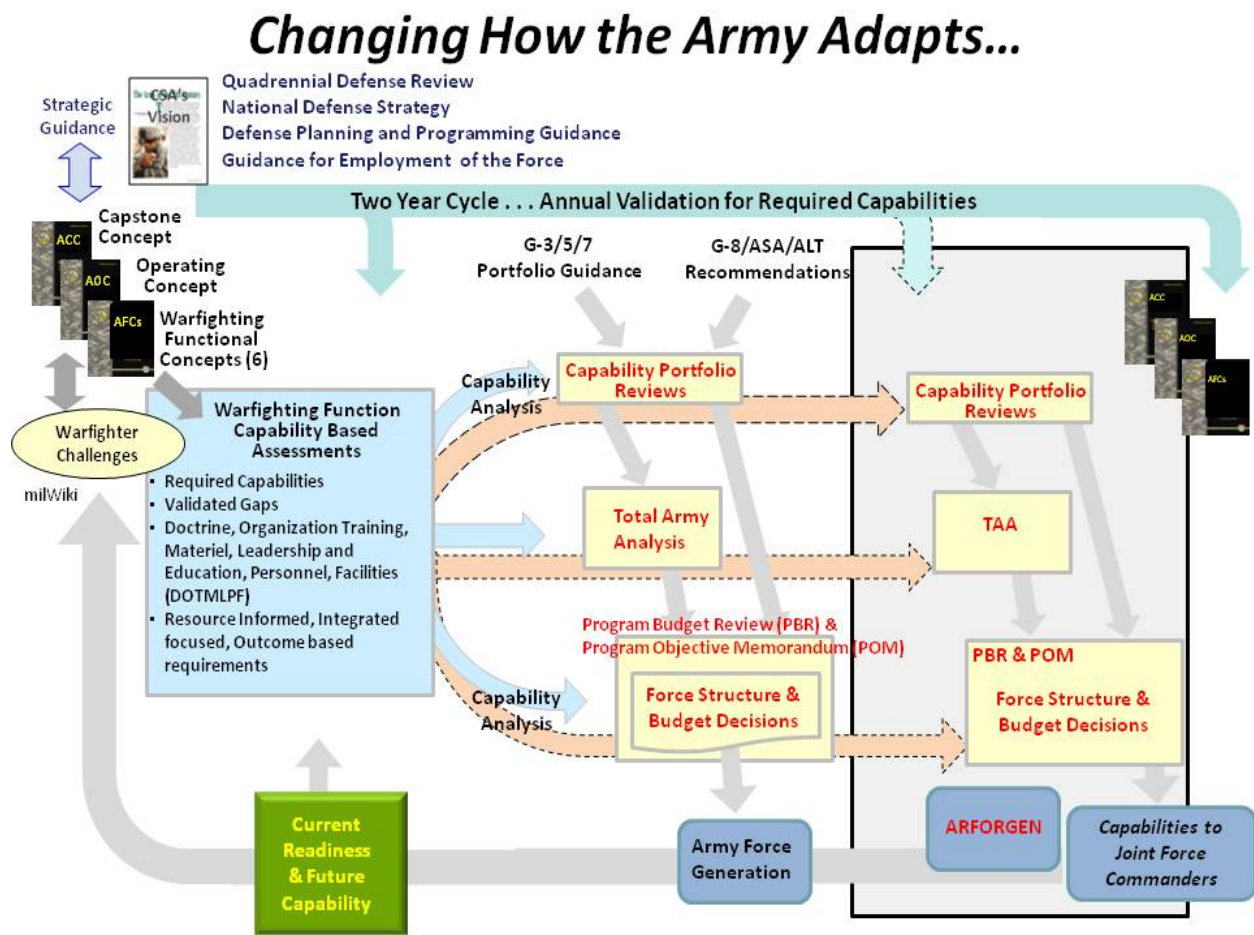 Changing How the Army Adapts...
Strategic
Guidance
CSA's
Vision
Quadrennial Defense Review
National Defense Strategy
Defense Planning and Programming Guidance
Guidance for Employment of the Force
Two Year Cycle . . . Annual Validation for Required Capabilities
ACC
AOC
AFCs
Capstone
Concept
Operating
Concept
Warfighting
Functional
Concepts (6)
G-3/5/7
Portfolio Guidance
G-8/ASA/ALT
Recommendations
ACC
AOC
AFCs
Warfighter
Challenges
milWiki
Warfighting Function
Capability Based
Assessments
▪ Required Capabilities
▪ Validated Gaps
▪ Doctrine, Organization Training,
Materiel, Leadership and
Education, Personnel, Facilities
(DOTMLPF)
▪ Resource Informed, Integrated
focused, Outcome based
requirements
Capability
Analysis
Capability Portfolio
Reviews
Capability Portfolio
Reviews
Total Army
Analysis
TAA
Program Budget Review (PBR) &
Program Objective Memorandum (POM)
Force Structure &
Budget Decisions
PBR & POM
Force Structure &
Budget Decisions
Capability
Analysis
Current
Readiness
& Future
Capability
Army Force
Generation
ARFORGEN
Capabilities to
Joint Force
Commanders